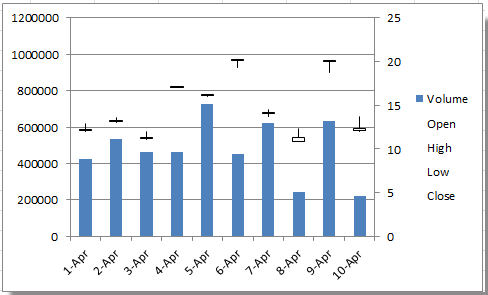 1200000
1000000
800000
600000
400000
200000
0
25
20
15
10
5
0
1-Apr
2-Apr
3-Apr
4-Apr
5-Apr
6-Apr
7-Apr
8-Apr
9-Apr
10-Apr
Volume
Open
High
Low
Close